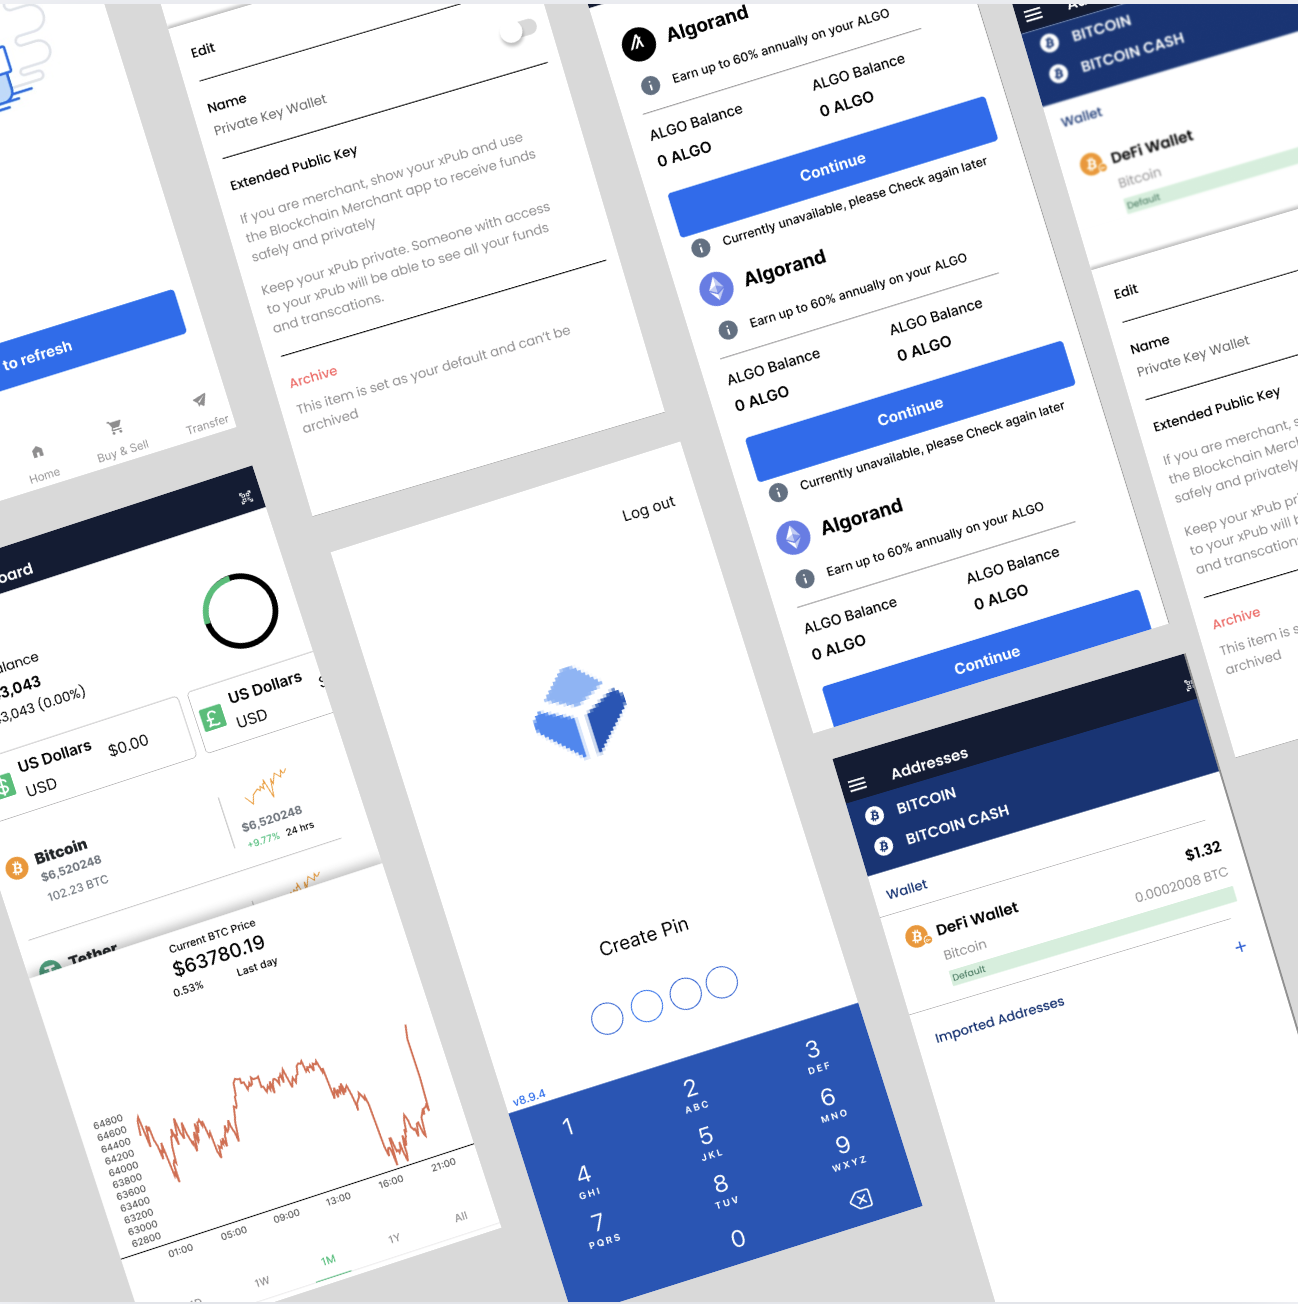 to refresh
Home
Buy & Sell
Transfer
Edit
Name
Private Key Wallet
Extended Public Key
If you are merchant, show your xPub and use
the Blockchain Merchant app to receive funds
safely and privately
Keep your xPub private. Someone with access
to your xPub will be able to see all your funds
and transcations.
Archive
This item is set as your default and can't be
archived
Algorand
Earn up to 60% annually on your ALGO
ALGO Balance
0 ALGO
ALGO Balance
0 ALGO
Continue
Currently unavailable, please Check again later
Algorand
Earn up to 60% annually on your ALGO
ALGO Balance
0 ALGO
ALGO Balance
0 ALGO
Continue
Currently unavailable, please Check again later
Algorand
Earn up to 60% annually on your ALGO
ALGO Balance
0 ALGO
ALGO Balance
0 ALGO
Continue
BITCOIN
BITCOIN CASH
Wallet
DeFi Wallet
Bitcoin
Default
Edit
Name
Private Key Wallet
Extended Public Key
If you are merchant, s
the Blockchain Merch
safely and privately
Keep your xPub pri
to your xPub will b
and transcation
Archive
This item is s
archived
oard
alance
3,043
3,043 (0.00%)
US Dollars
USD
$0.00
US Dollars
USD
Bitcoin
$6,520248
102.23 BTC
$6,520248
+9.77% 24 hrs
Tether
Current BTC Price
$63780.19
0.53%
Last day
64800
64600
64400
64200
64000
63800
63600
63400
63200
63000
62800
01:00
05:00
09:00
13:00
16:00
21:00
1W
1M
1Y
All
Log out
Create Pin
v8.9.4
1
2
ABC
3
DEF
4
GHI
5
JKL
6
MNO
7
PQRS
8
TUV
9
WXYZ
0
Addresses
BITCOIN
BITCOIN CASH
Wallet
DeFi Wallet
$1.32
Bitcoin
0.0002008 BTC
Default
+
Imported Addresses